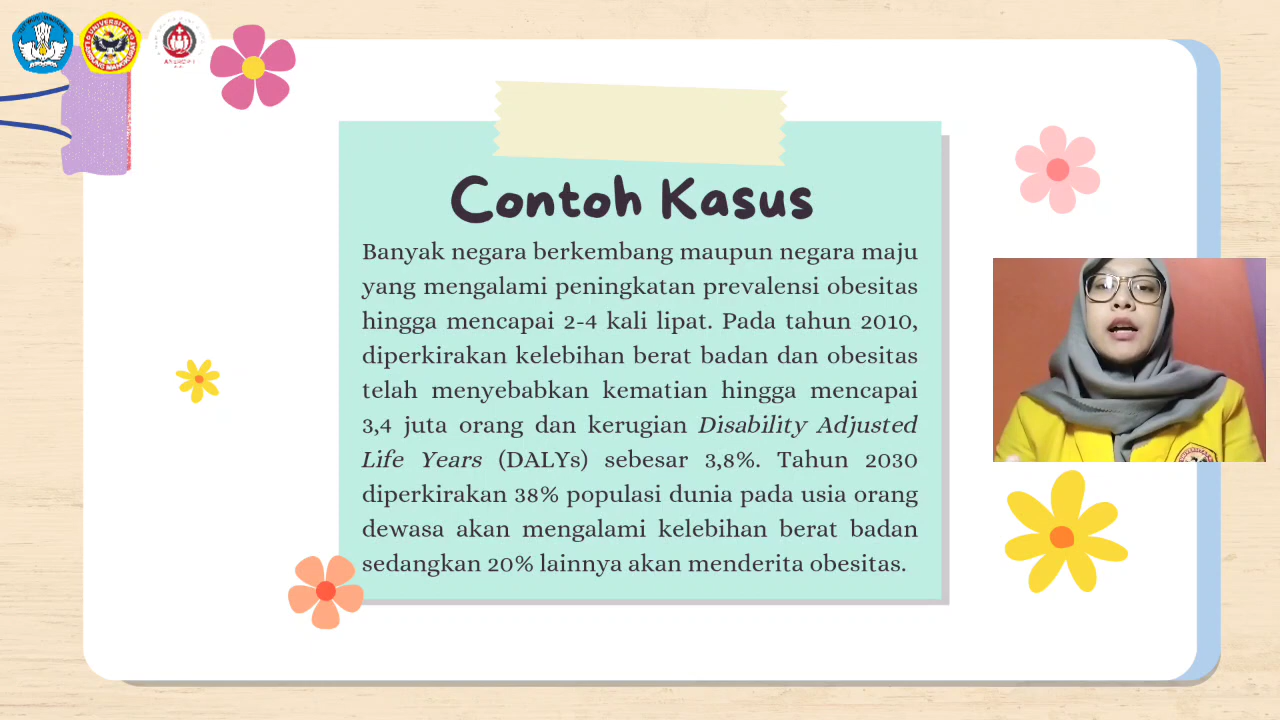 UNIVERSITAS
LAMBUNG MANGKURAT
Contoh Kasus
Banyak negara berkembang maupun negara maju
yang mengalami peningkatan prevalensi obesitas
hingga mencapai 2-4 kali lipat. Pada tahun 2010,
diperkirakan kelebihan berat badan dan obesitas
telah menyebabkan kematian hingga mencapai
3,4 juta orang dan kerugian Disability Adjusted
Life Years (DALYs) sebesar 3,8%. Tahun 2030
diperkirakan 38% populasi dunia pada usia orang
dewasa akan mengalami kelebihan berat badan
sedangkan 20% lainnya akan menderita obesitas.